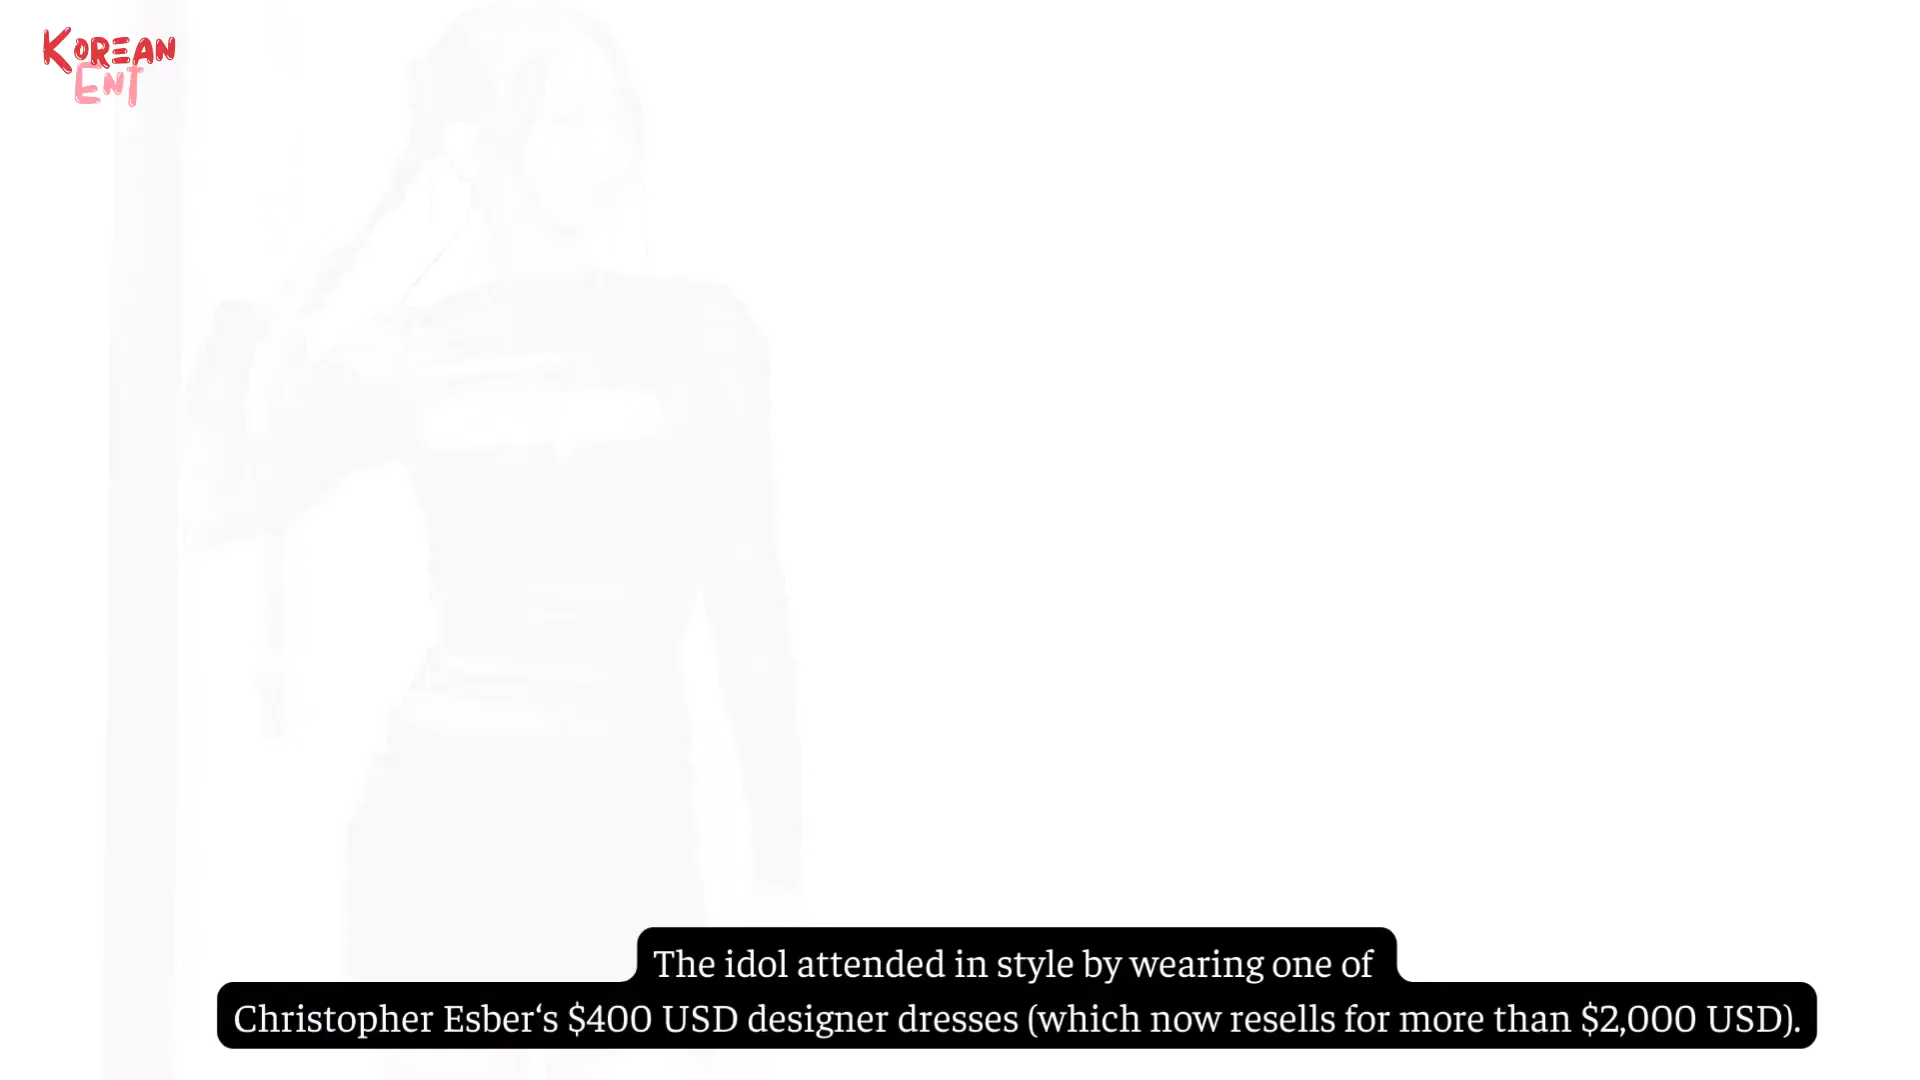 KOREAN
ENT
The idol attended in style by wearing one of
Christopher Esber‘s $400 USD designer dresses (which now resells for more than $2,000 USD).